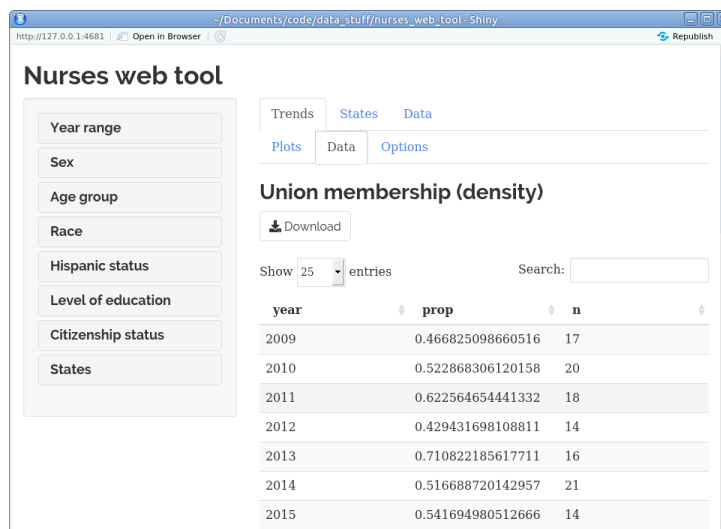 ~/Documents/code/data_stuff/nurses_web_tool - Shiny
http://127.0.0.1:4681 Open in Browser Republish
Nurses web tool
Year range
Sex
Age group
Race
Hispanic status
Level of education
Citizenship status
States
Trends States Data
Plots Data Options
Union membership (density)
Download
Show 25 entries Search:
year prop n
2009 0.466825098660516 17
2010 0.522868306120158 20
2011 0.622564654441332 18
2012 0.429431698108811 14
2013 0.710822185617711 16
2014 0.516688720142957 21
2015 0.541694980512666 14